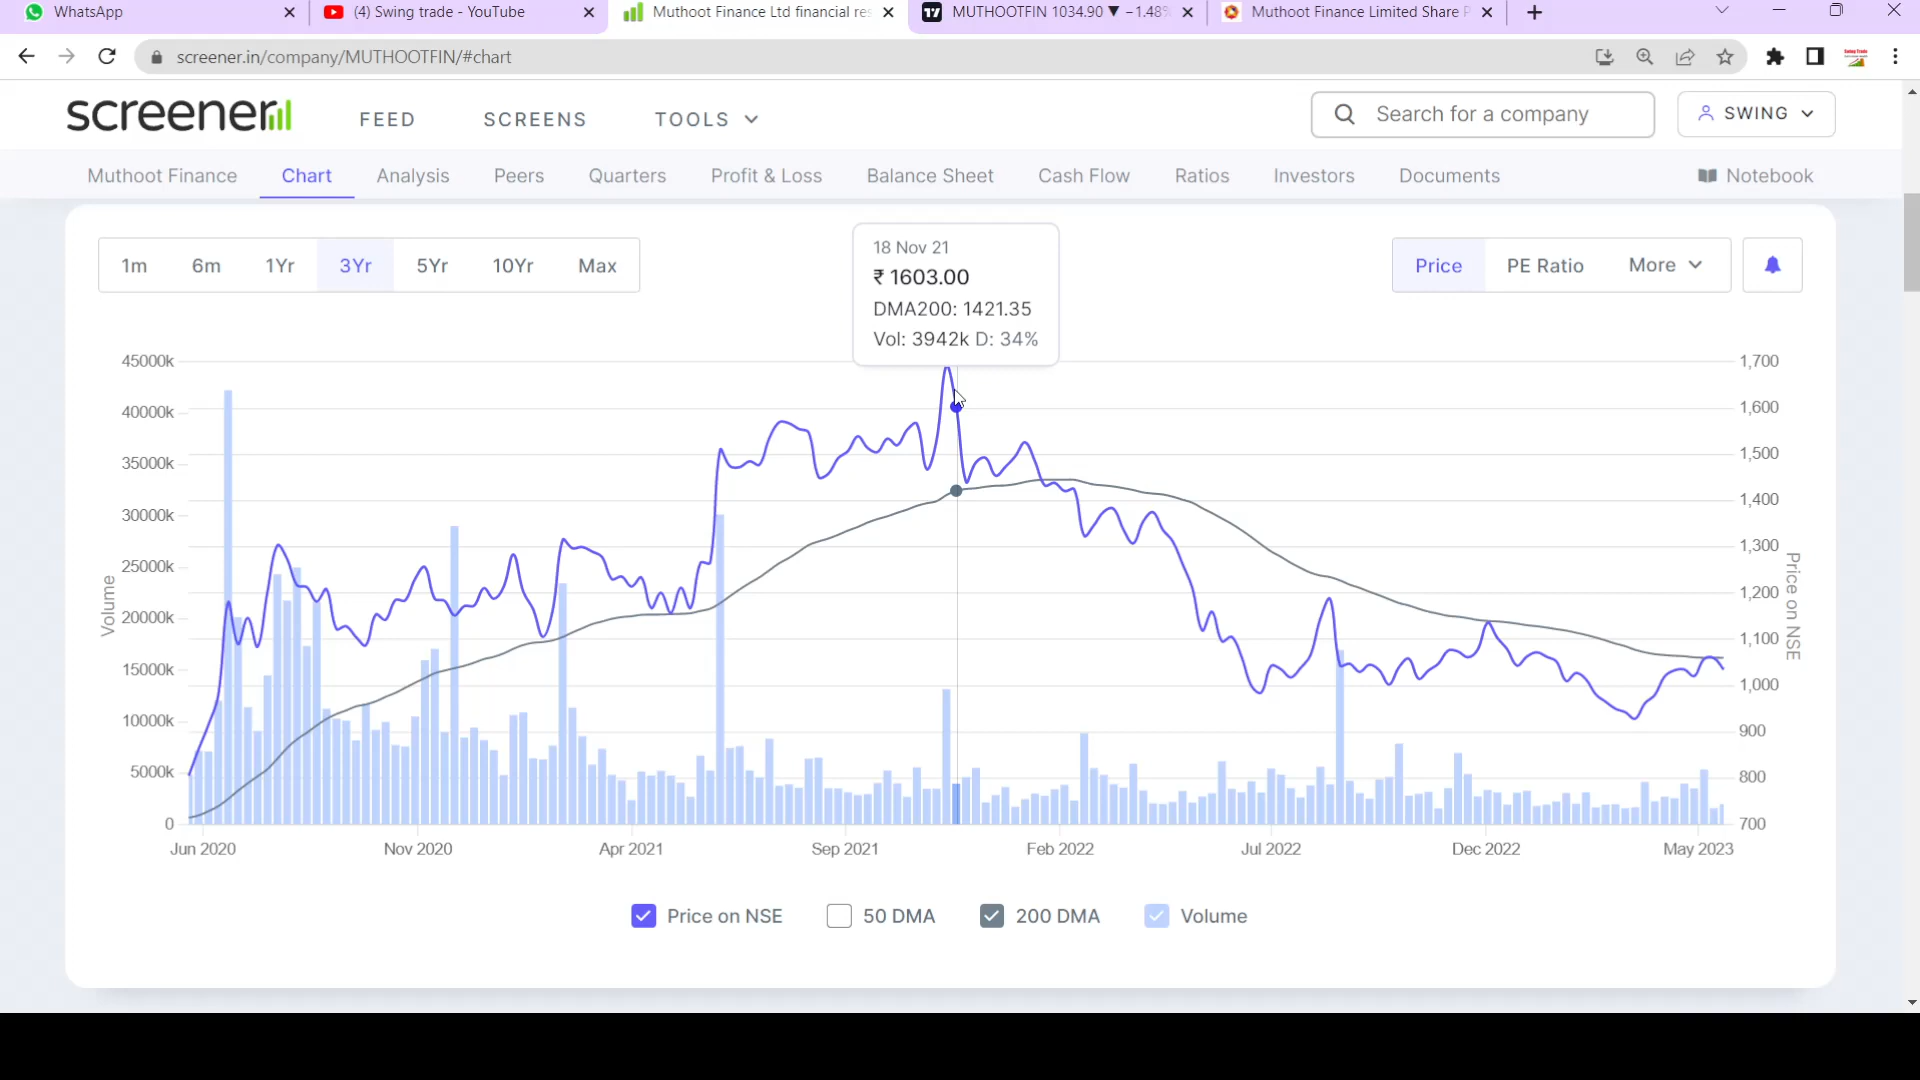 WhatsApp
(4) Swing trade - YouTube
Muthoot Finance Ltd financial res
MUTHOOTFIN 1034.90 ▼ −1.48%
Muthoot Finance Limited Share P
screener.in/company/MUTHOOTFIN/#chart
screener
FEED
SCREENS
TOOLS
Search for a company
SWING
Muthoot Finance
Chart
Analysis
Peers
Quarters
Profit & Loss
Balance Sheet
Cash Flow
Ratios
Investors
Documents
Notebook
1m
6m
1Yr
3Yr
5Yr
10Yr
Max
18 Nov 21
₹ 1603.00
DMA200: 1421.35
Vol: 3942k D: 34%
Price
PE Ratio
More
45000k
40000k
35000k
30000k
25000k
20000k
15000k
10000k
5000k
0
Volume
1,700
1,600
1,500
1,400
1,300
1,200
1,100
1,000
900
800
700
Price on NSE
Jun 2020
Nov 2020
Apr 2021
Sep 2021
Feb 2022
Jul 2022
Dec 2022
May 2023
Price on NSE
50 DMA
200 DMA
Volume